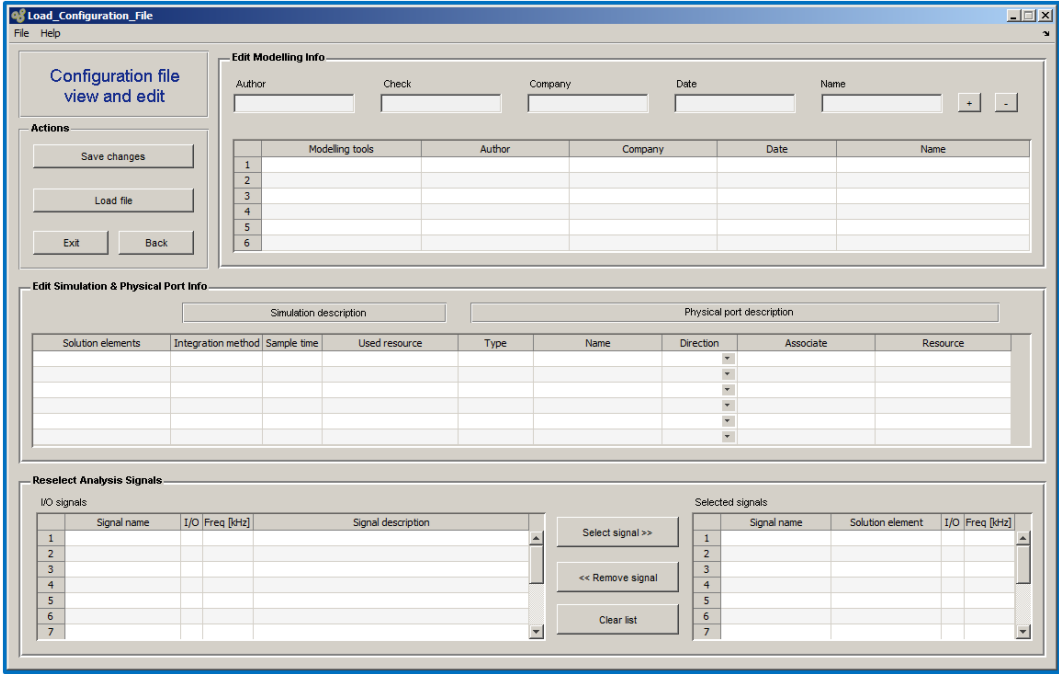 Load_Configuration_File
File Help
Configuration file
view and edit
Actions
Save changes
Load file
Exit Back
Edit Modelling Info
Author Check Company Date Name
+ -
Modelling tools Author Company Date Name
1
2
3
4
5
6
Edit Simulation & Physical Port Info
Simulation description Physical port description
Solution elements Integration method Sample time Used resource Type Name Direction Associate Resource
Reselect Analysis Signals
I/O signals
Signal name I/O Freq [kHz] Signal description
1
2
3
4
5
6
7
Select signal >>
<< Remove signal
Clear list
Selected signals
Signal name Solution element I/O Freq [kHz]
1
2
3
4
5
6
7